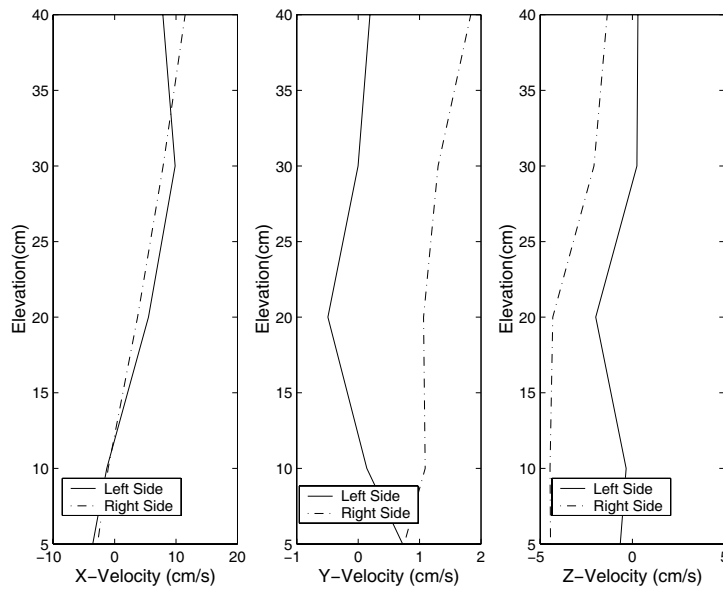 40
35
30
25
20
15
10
5
Elevation(cm)
Left Side
Right Side
−10
0
10
20
X−Velocity (cm/s)
40
35
30
25
20
15
10
5
Elevation(cm)
Left Side
Right Side
−1
0
1
2
Y−Velocity (cm/s)
40
35
30
25
20
15
10
5
Elevation(cm)
Left Side
Right Side
−5
0
5
Z−Velocity (cm/s)